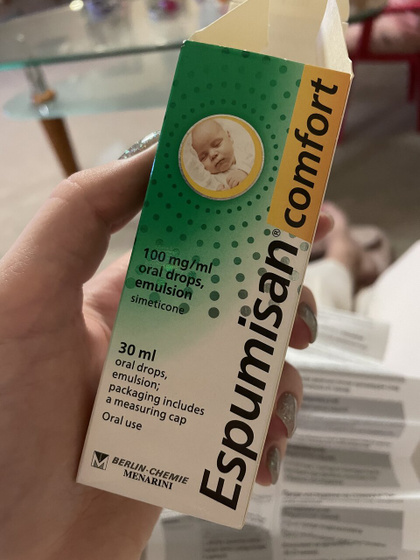 Espumisan® comfort
100 mg/ml
oral drops,
emulsion
simeticone
30 ml
oral drops,
emulsion;
packaging includes
a measuring cap
Oral use
BERLIN-CHEMIE
MENARINI